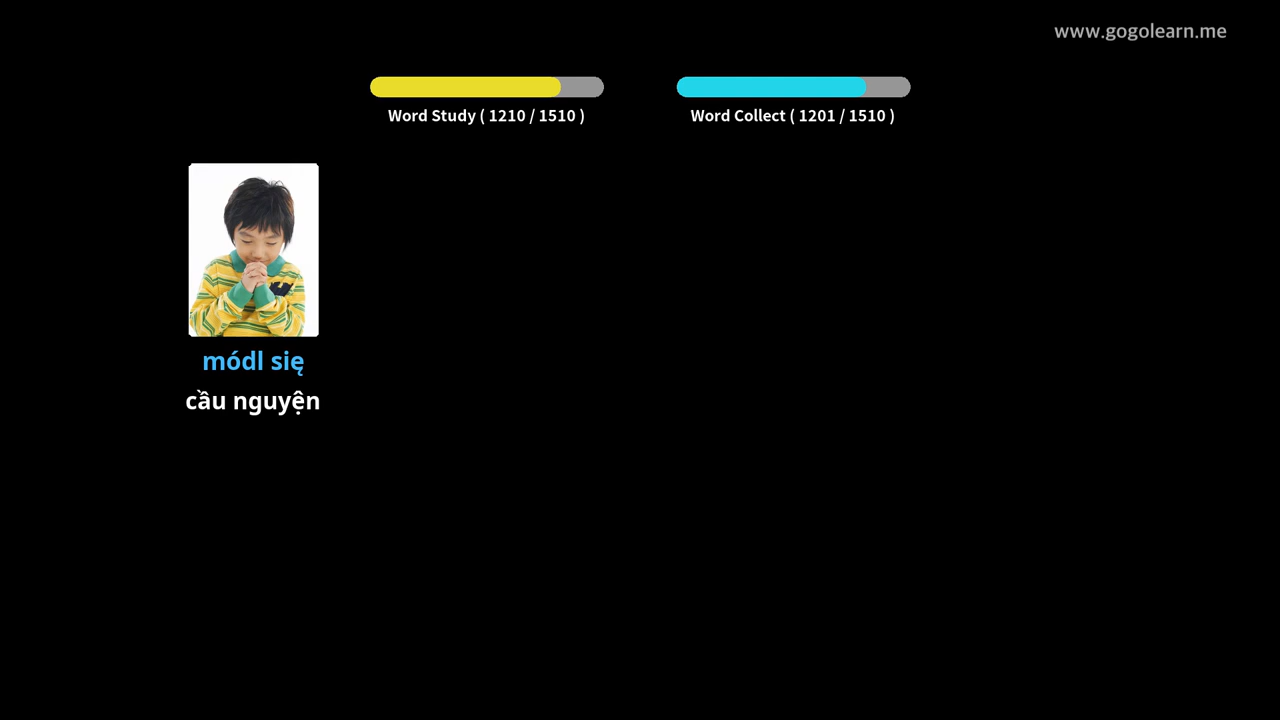 www.gogolearn.me
Word Study ( 1210 / 1510 )
Word Collect ( 1201 / 1510 )
módl się
cầu nguyện